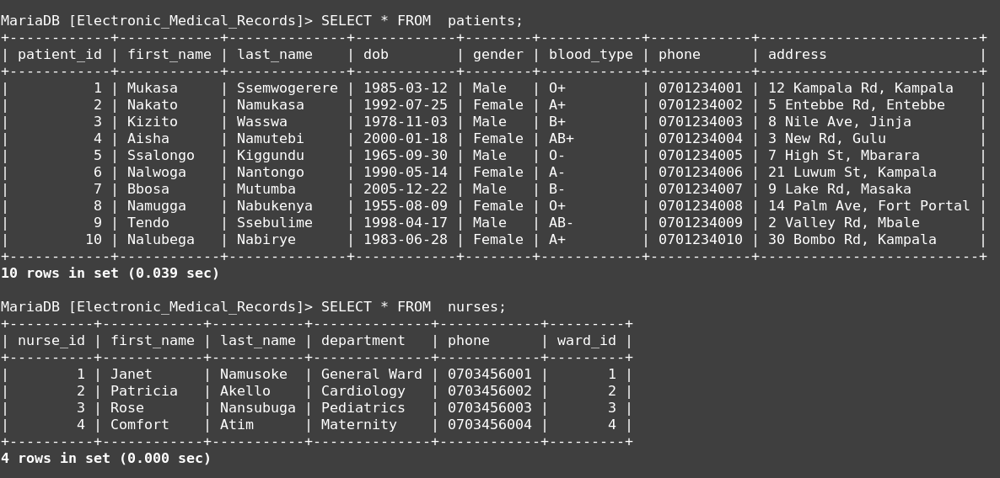 MariaDB [Electronic_Medical_Records]> SELECT * FROM  patients;
+------------+------------+--------------+------------+--------+------------+------------+--------------------------+
| patient_id | first_name | last_name    | dob        | gender | blood_type | phone      | address                  |
+------------+------------+--------------+------------+--------+------------+------------+--------------------------+
|          1 | Mukasa     | Ssemwogerere | 1985-03-12 | Male   | O+         | 0701234001 | 12 Kampala Rd, Kampala   |
|          2 | Nakato     | Namukasa     | 1992-07-25 | Female | A+         | 0701234002 | 5 Entebbe Rd, Entebbe    |
|          3 | Kizito     | Wasswa       | 1978-11-03 | Male   | B+         | 0701234003 | 8 Nile Ave, Jinja        |
|          4 | Aisha      | Namutebi     | 2000-01-18 | Female | AB+        | 0701234004 | 3 New Rd, Gulu           |
|          5 | Ssalongo   | Kiggundu     | 1965-09-30 | Male   | O-         | 0701234005 | 7 High St, Mbarara       |
|          6 | Nalwoga    | Nantongo     | 1990-05-14 | Female | A-         | 0701234006 | 21 Luwum St, Kampala     |
|          7 | Bbosa      | Mutumba      | 2005-12-22 | Male   | B-         | 0701234007 | 9 Lake Rd, Masaka        |
|          8 | Namugga    | Nabukenya    | 1955-08-09 | Female | O+         | 0701234008 | 14 Palm Ave, Fort Portal |
|          9 | Tendo      | Ssebulime    | 1998-04-17 | Male   | AB-        | 0701234009 | 2 Valley Rd, Mbale       |
|         10 | Nalubega   | Nabirye      | 1983-06-28 | Female | A+         | 0701234010 | 30 Bombo Rd, Kampala     |
+------------+------------+--------------+------------+--------+------------+------------+--------------------------+
10 rows in set (0.039 sec)

MariaDB [Electronic_Medical_Records]> SELECT * FROM  nurses;
+----------+------------+-----------+--------------+------------+---------+
| nurse_id | first_name | last_name | department   | phone      | ward_id |
+----------+------------+-----------+--------------+------------+---------+
|        1 | Janet      | Namusoke  | General Ward | 0703456001 |       1 |
|        2 | Patricia   | Akello    | Cardiology   | 0703456002 |       2 |
|        3 | Rose       | Nansubuga | Pediatrics   | 0703456003 |       3 |
|        4 | Comfort    | Atim      | Maternity    | 0703456004 |       4 |
+----------+------------+-----------+--------------+------------+---------+
4 rows in set (0.000 sec)